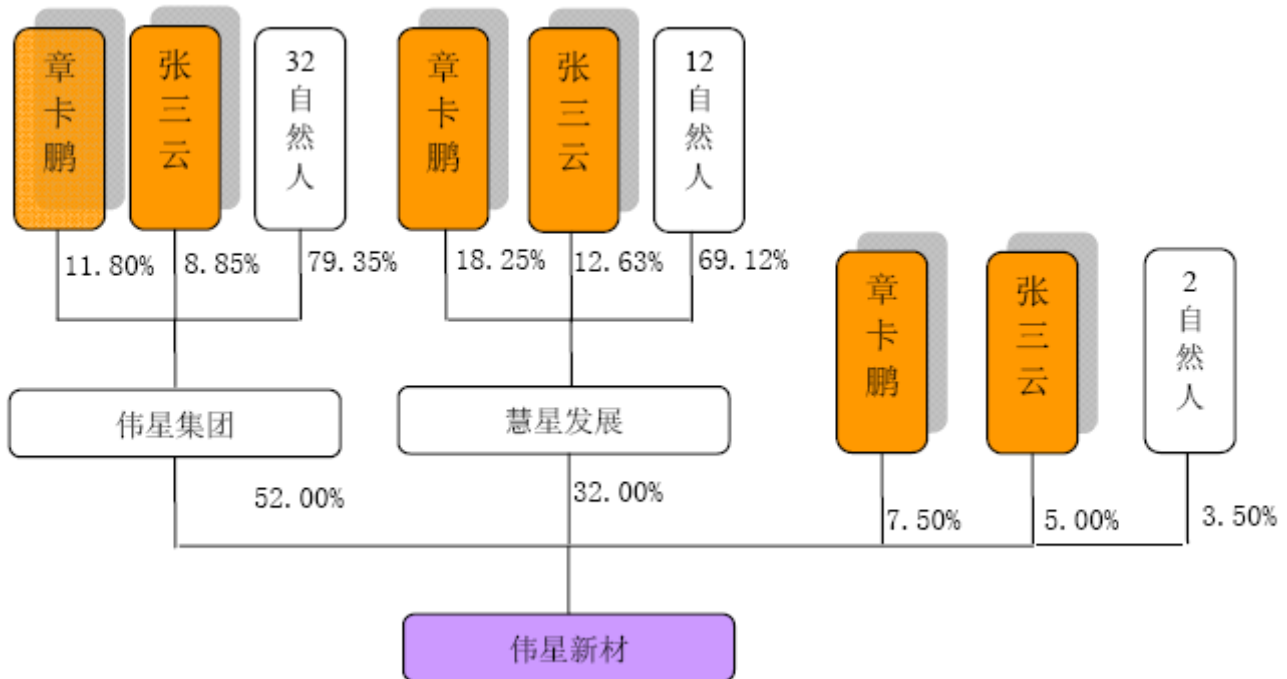 章卡鹏
张三云
32自然人
章卡鹏
张三云
12自然人
11.80%
8.85%
79.35%
18.25%
12.63%
69.12%
章卡鹏
张三云
2自然人
伟星集团
慧星发展
52.00%
32.00%
7.50%
5.00%
3.50%
伟星新材